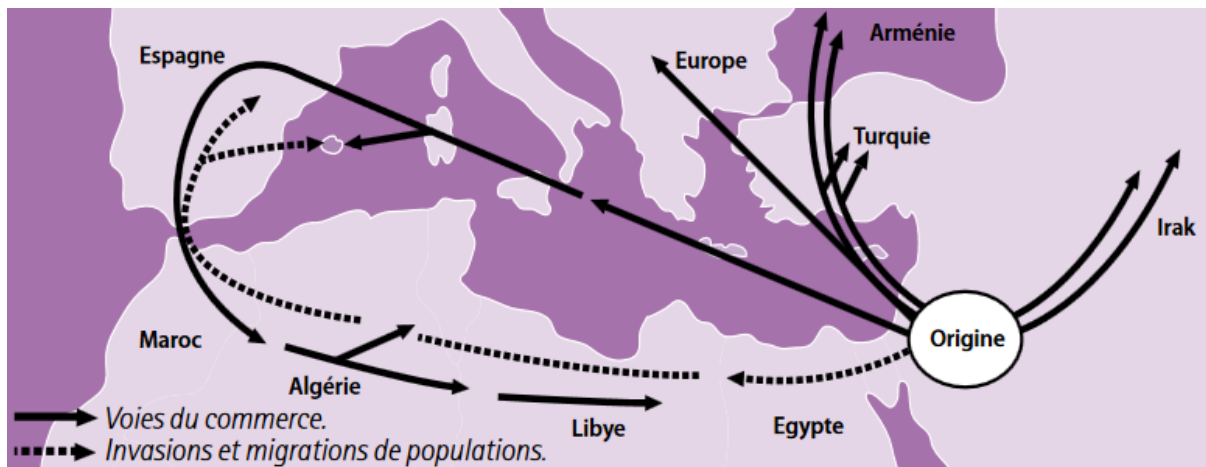 Espagne
Europe
Arménie
Turquie
Irak
Origine
Maroc
Algérie
Libye
Egypte
Voies du commerce.
Invasions et migrations de populations.